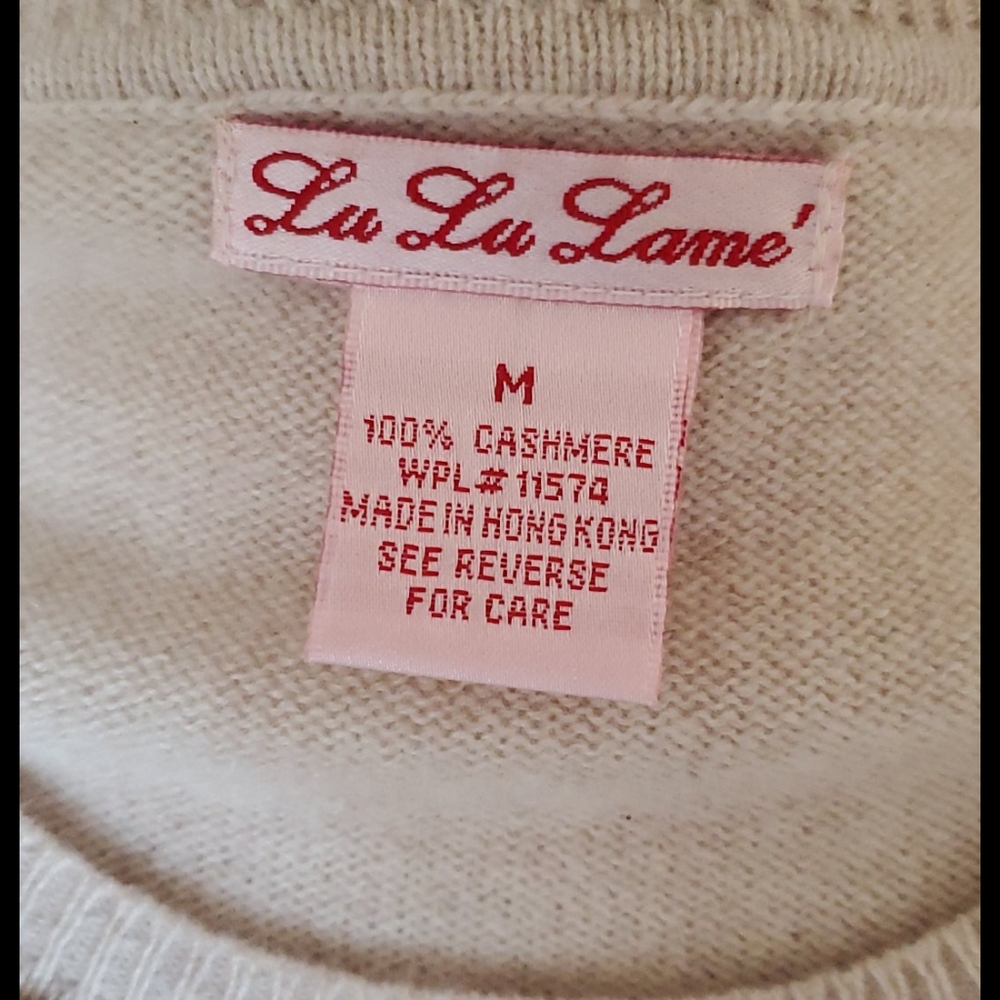 Lu Lu Lame'
M
100% CASHMERE
WPL# 11574
MADE IN HONG KONG
SEE REVERSE
FOR CARE